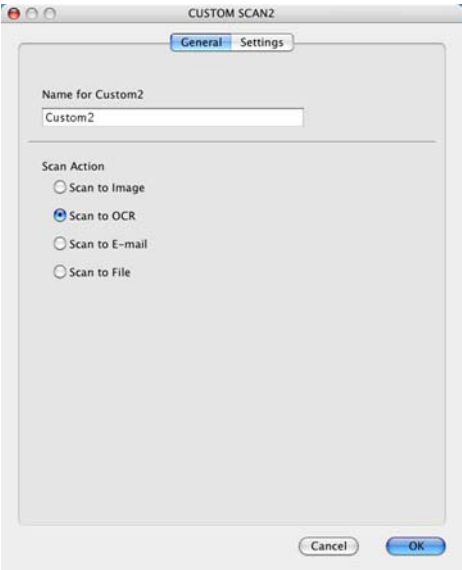 CUSTOM SCAN2
General Settings
Name for Custom2
Custom2
Scan Action
Scan to Image
Scan to OCR
Scan to E-mail
Scan to File
Cancel OK